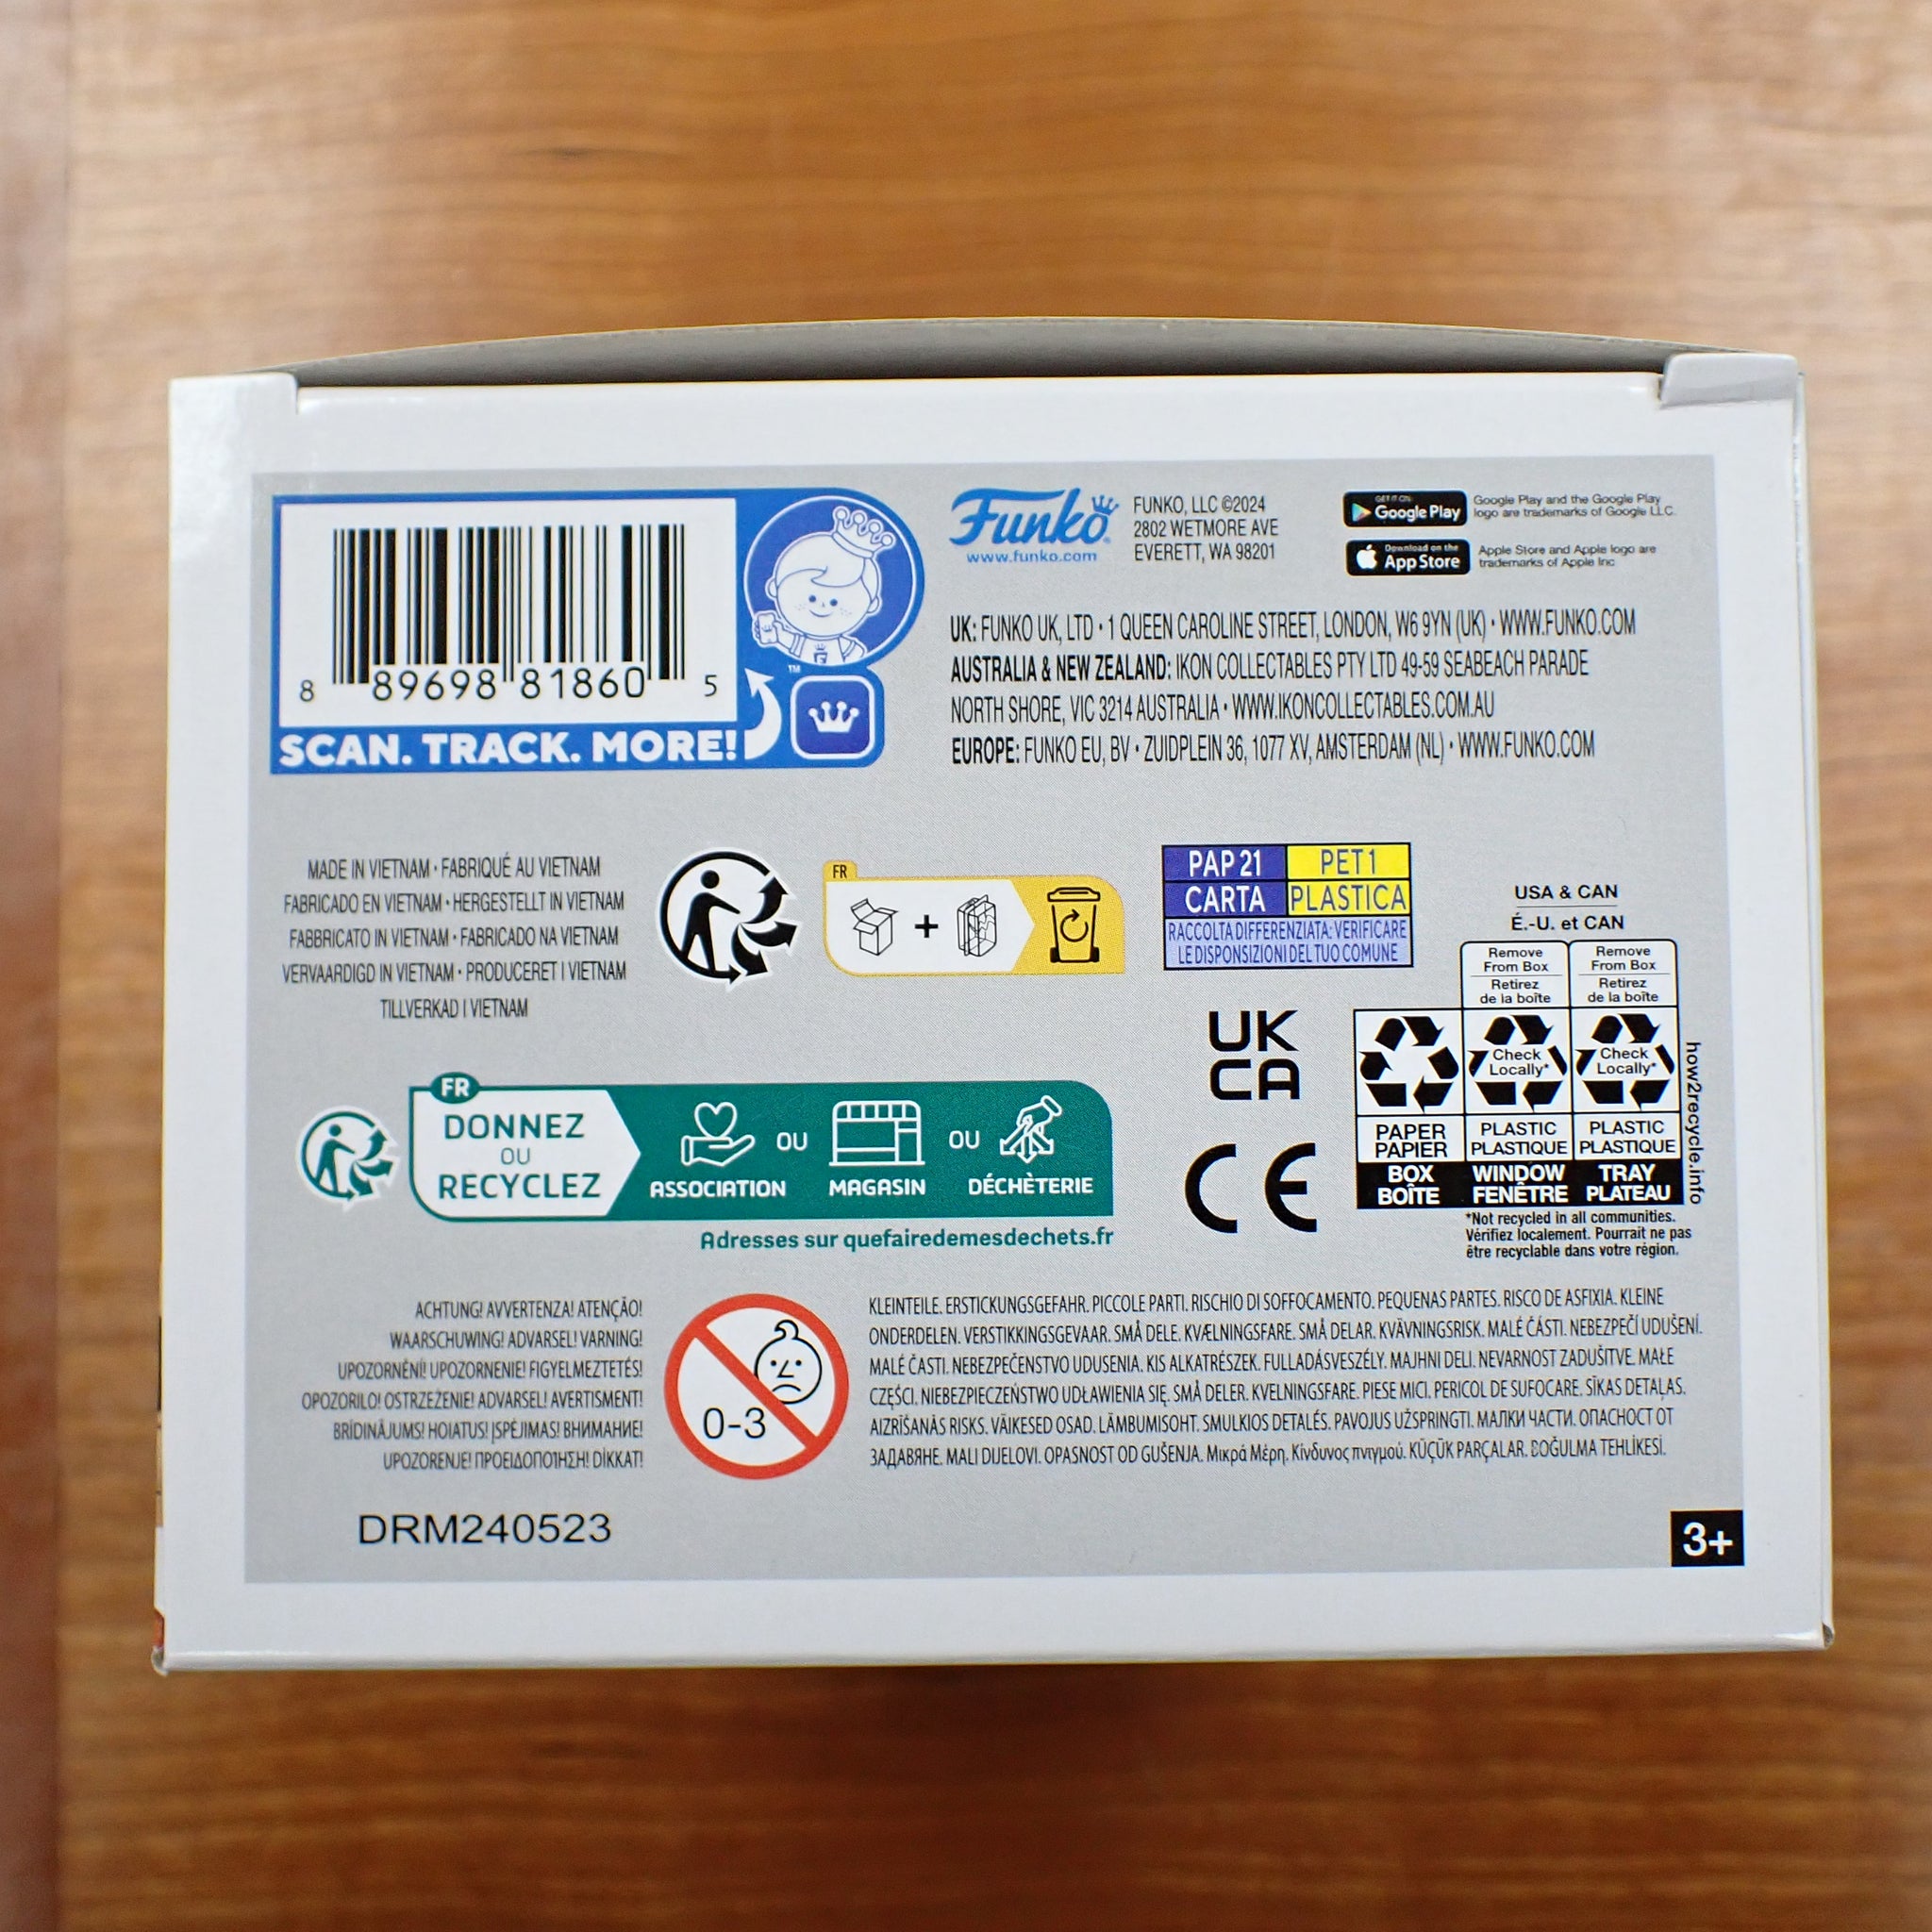 8 89698 81860 5
SCAN. TRACK. MORE!
™
Funko
www.funko.com
FUNKO, LLC ©2024
2802 WETMORE AVE
EVERETT, WA 98201
GET IT ON
Google Play
Google Play and the Google Play
logo are trademarks of Google LLC.
Download on the
App Store
Apple Store and Apple logo are
trademarks of Apple Inc
UK: FUNKO UK, LTD • 1 QUEEN CAROLINE STREET, LONDON, W6 9YN (UK) • WWW.FUNKO.COM
AUSTRALIA & NEW ZEALAND: IKON COLLECTABLES PTY LTD 49-59 SEABEACH PARADE
NORTH SHORE, VIC 3214 AUSTRALIA • WWW.IKONCOLLECTABLES.COM.AU
EUROPE: FUNKO EU, BV • ZUIDPLEIN 36, 1077 XV, AMSTERDAM (NL) • WWW.FUNKO.COM
MADE IN VIETNAM • FABRIQUÉ AU VIETNAM
FABRICADO EN VIETNAM • HERGESTELLT IN VIETNAM
FABBRICATO IN VIETNAM • FABRICADO NA VIETNAM
VERVAARDIGD IN VIETNAM • PRODUCERET I VIETNAM
TILLVERKAD I VIETNAM
FR
+
PAP 21 PET 1
CARTA PLASTICA
RACCOLTA DIFFERENZIATA: VERIFICARE
LE DISPONSIZIONI DEL TUO COMUNE
USA & CAN
É.-U. et CAN
Remove
From Box
Retirez
de la boîte
Remove
From Box
Retirez
de la boîte
Check
Locally*
Check
Locally*
PAPER
PAPIER
PLASTIC
PLASTIQUE
PLASTIC
PLASTIQUE
BOX
BOÎTE
WINDOW
FENÊTRE
TRAY
PLATEAU
how2recycle.info
*Not recycled in all communities.
Vérifiez localement. Pourrait ne pas
être recyclable dans votre région.
UK
CA
CE
FR
DONNEZ
OU
RECYCLEZ
ASSOCIATION
OU
MAGASIN
OU
DÉCHÈTERIE
Adresses sur quefairedemesdechets.fr
ACHTUNG! AVVERTENZA! ATENÇÃO!
WAARSCHUWING! ADVARSEL! VARNING!
UPOZORNĚNÍ! UPOZORNENIE! FIGYELMEZTETÉS!
OPOZORILO! OSTRZEŻENIE! ADVARSEL! AVERTISMENT!
BRĪDINĀJUMS! HOIATUS! ĮSPĖJIMAS! ВНИМАНИЕ!
UPOZORENJE! ΠΡΟΕΙΔΟΠΟΊΗΣΗ! DİKKAT!
0-3
KLEINTEILE. ERSTICKUNGSGEFAHR. PICCOLE PARTI. RISCHIO DI SOFFOCAMENTO. PEQUENAS PARTES. RISCO DE ASFIXIA. KLEINE
ONDERDELEN. VERSTIKKINGSGEVAAR. SMÅ DELE. KVÆLNINGSFARE. SMÅ DELAR. KVÄVNINGSRISK. MALÉ ČÁSTI. NEBEZPEČÍ UDUŠENÍ.
MALÉ ČASTI. NEBEZPEČENSTVO UDUSENIA. KIS ALKATRÉSZEK. FULLADÁSVESZÉLY. MAJHNI DELI. NEVARNOST ZADUŠITVE. MAŁE
CZĘŚCI. NIEBEZPIECZEŃSTWO UDŁAWIENIA SIĘ. SMÅ DELER. KVELNINGSFARE. PIESE MICI. PERICOL DE SUFOCARE. SĪKAS DETAĻAS.
AIZRĪŠANĀS RISKS. VÄIKESED OSAD. LÄMBUMISOHT. SMULKIOS DETALĖS. PAVOJUS UŽSPRINGTI. МАЛКИ ЧАСТИ. ОПАСНОСТ ОТ
ЗАДАВЯНЕ. MALI DIJELOVI. OPASNOST OD GUŠENJA. Μικρά Μέρη. Κίνδυνος πνιγμού. KÜÇÜK PARÇALAR. BOĞULMA TEHLİKESİ.
DRM240523
3+